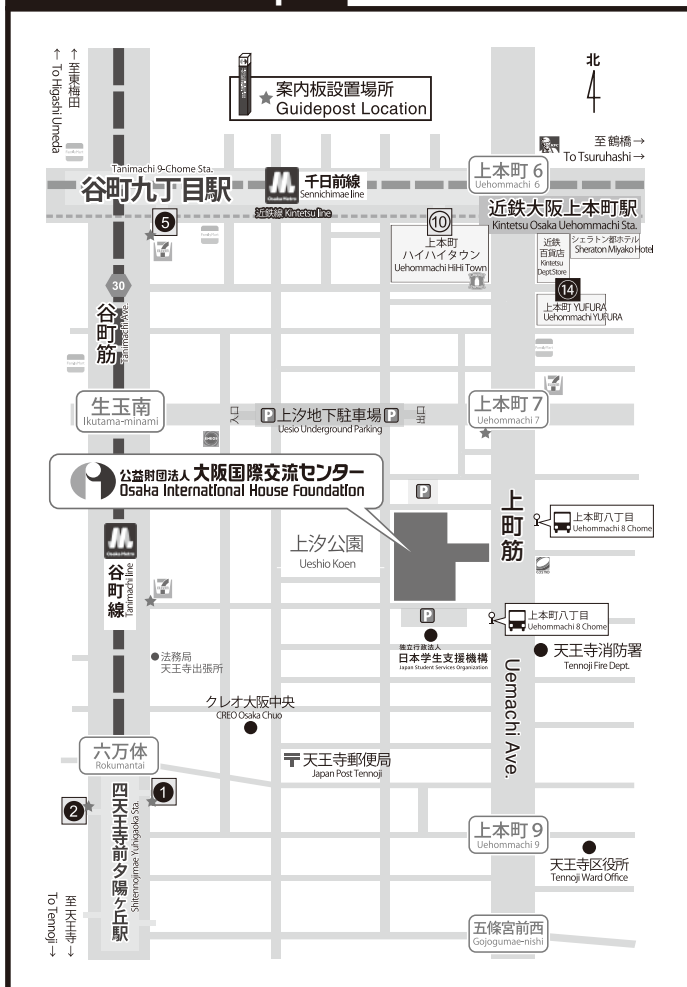 ← 至東梅田
← To Higashi Umeda
案内板設置場所
Guidepost Location
北
至鶴橋 →
To Tsuruhashi →
Tanimachi 9-Chome Sta.
谷町九丁目駅
Osaka Metro
千日前線
Sennichimae line
上本町 6
Uehommachi 6
近鉄線 Kintetsu line
近鉄大阪上本町駅
Kintetsu Osaka Uehommachi Sta.
5
10
上本町
ハイハイタウン
Uehommachi HiHi Town
近鉄
百貨店
Kintetsu
Dept.Store
シェラトン都ホテル
Sheraton Miyako Hotel
14
上本町 YUFURA
Uehommachi YUFURA
30
谷町筋
Tanimachi Ave.
生玉南
Ikutama-minami
入口
P 上汐地下駐車場 P
Uesio Underground Parking
出口
上本町 7
Uehommachi 7
公益財団法人 大阪国際交流センター
Osaka International House Foundation
P
上町筋
上本町八丁目
Uehommachi 8 Chome
上汐公園
Ueshio Koen
Osaka Metro
谷町線
Tanimachi line
P
上本町八丁目
Uehommachi 8 Chome
独立行政法人
日本学生支援機構
Japan Student Services Organization
天王寺消防署
Tennoji Fire Dept.
法務局
天王寺出張所
クレオ大阪中央
CREO Osaka Chuo
Uemachi Ave.
六万体
Rokumantai
天王寺郵便局
Japan Post Tennoji
1
2
四天王寺前夕陽ヶ丘駅
Shitennojimae Yuhigaoka Sta.
上本町 9
Uehommachi 9
天王寺区役所
Tennoji Ward Office
至天王寺 →
To Tennoji →
五條宮前西
Gojogumae-nishi